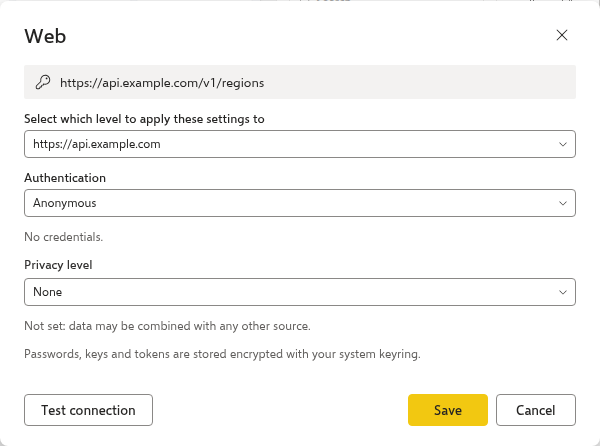 Web
https://api.example.com/v1/regions
Select which level to apply these settings to
https://api.example.com
Authentication
Anonymous
No credentials.
Privacy level
None
Not set: data may be combined with any other source.
Passwords, keys and tokens are stored encrypted with your system keyring.
Test connection
Save
Cancel